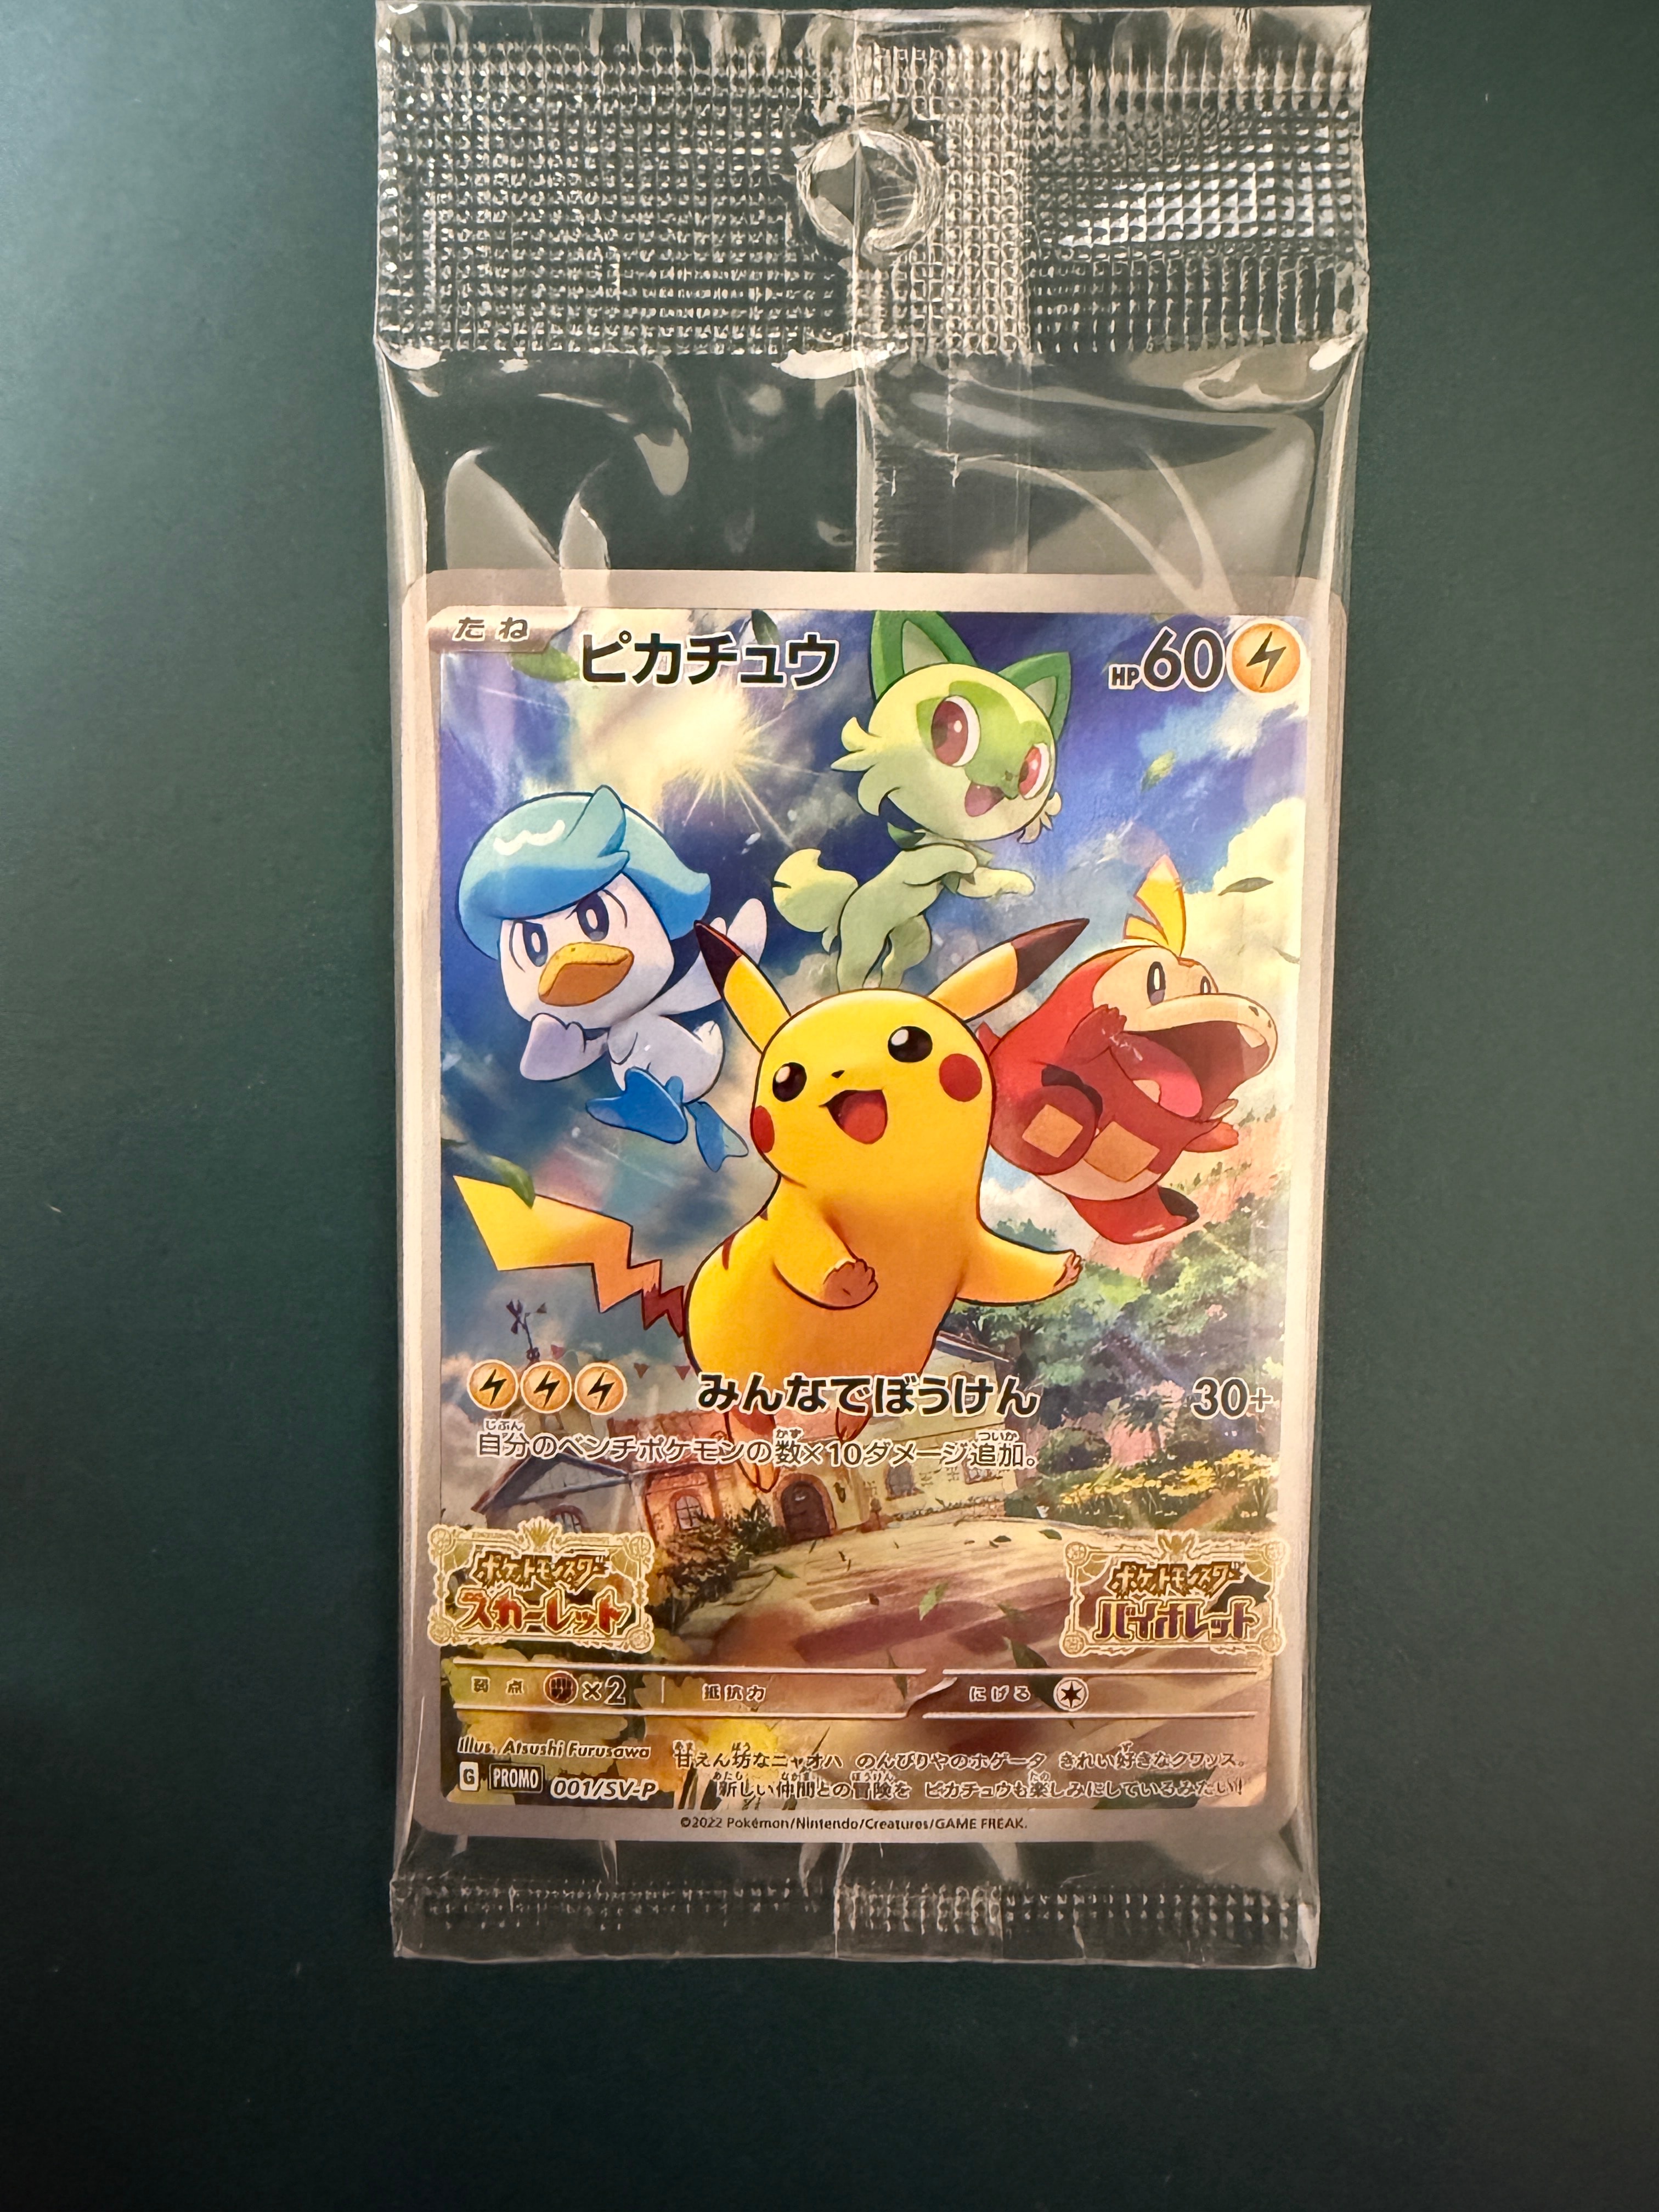 たね ピカチュウ HP60
みんなでぼうけん 30+
自分のベンチポケモンの数×10ダメージ追加。
ポケットモンスター スカーレット
ポケットモンスター バイオレット
弱点 ×2 抵抗力 にげる
Illus. Atsushi Furusawa
G PROMO 001/SV-P
甘えん坊なニャオハ のんびりやのホゲータ きれい好きなクワッス。
新しい仲間との冒険を ピカチュウも楽しみにしているみたい!
©2022 Pokémon/Nintendo/Creatures/GAME FREAK.